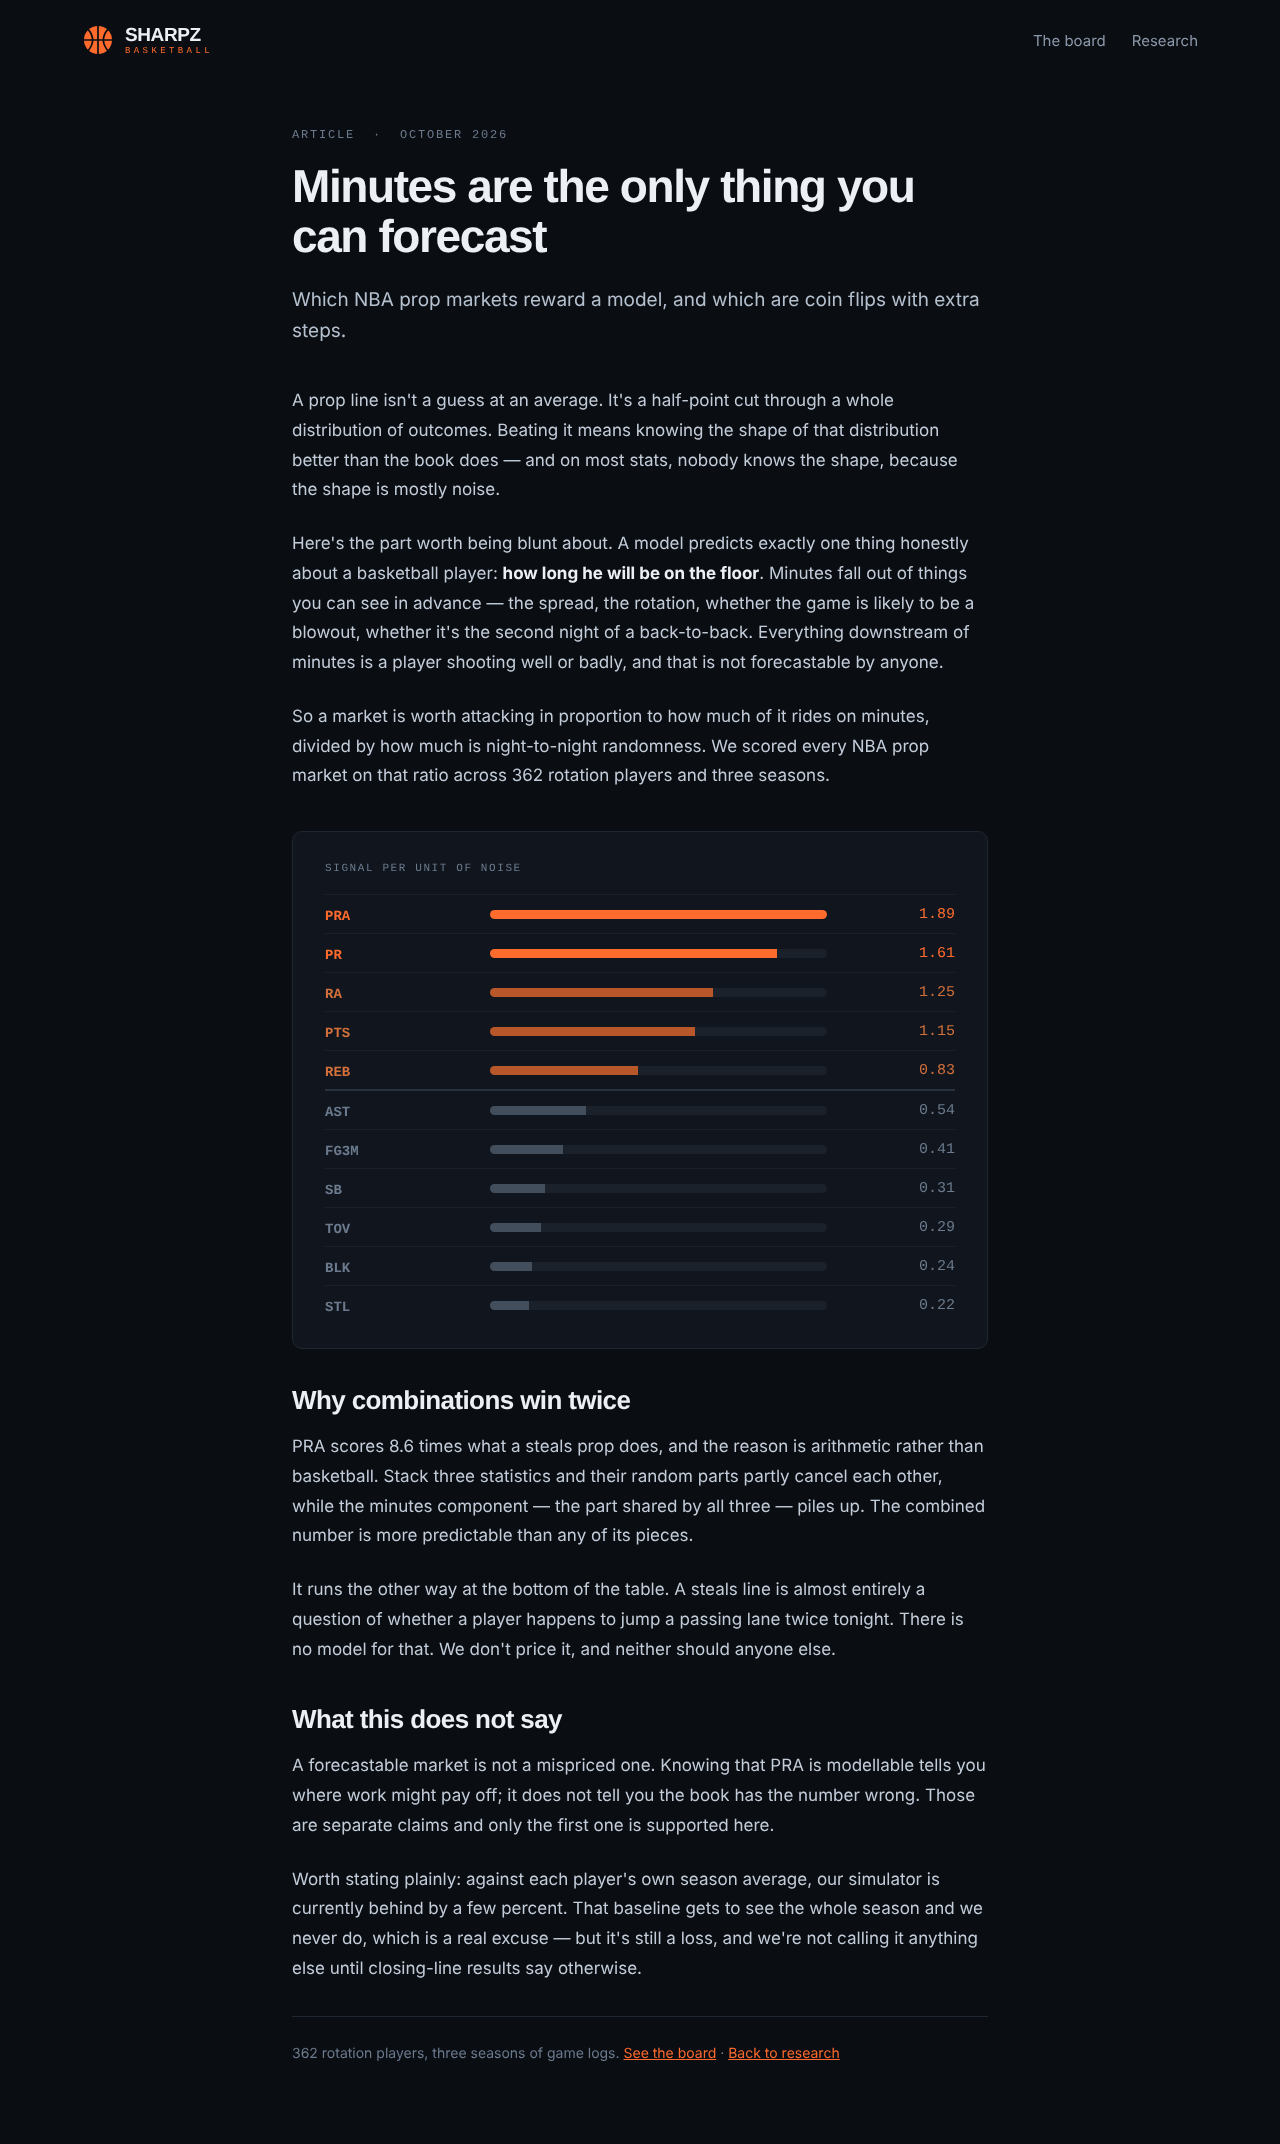 SHARPZ
BASKETBALL
The board
Research
ARTICLE · OCTOBER 2026
Minutes are the only thing you
can forecast
Which NBA prop markets reward a model, and which are coin flips with extra
steps.
A prop line isn't a guess at an average. It's a half-point cut through a whole
distribution of outcomes. Beating it means knowing the shape of that distribution
better than the book does — and on most stats, nobody knows the shape, because
the shape is mostly noise.
Here's the part worth being blunt about. A model predicts exactly one thing honestly
about a basketball player: how long he will be on the floor. Minutes fall out of things
you can see in advance — the spread, the rotation, whether the game is likely to be a
blowout, whether it's the second night of a back-to-back. Everything downstream of
minutes is a player shooting well or badly, and that is not forecastable by anyone.
So a market is worth attacking in proportion to how much of it rides on minutes,
divided by how much is night-to-night randomness. We scored every NBA prop
market on that ratio across 362 rotation players and three seasons.
SIGNAL PER UNIT OF NOISE
PRA 1.89
PR 1.61
RA 1.25
PTS 1.15
REB 0.83
AST 0.54
FG3M 0.41
SB 0.31
TOV 0.29
BLK 0.24
STL 0.22
Why combinations win twice
PRA scores 8.6 times what a steals prop does, and the reason is arithmetic rather than
basketball. Stack three statistics and their random parts partly cancel each other,
while the minutes component — the part shared by all three — piles up. The combined
number is more predictable than any of its pieces.
It runs the other way at the bottom of the table. A steals line is almost entirely a
question of whether a player happens to jump a passing lane twice tonight. There is
no model for that. We don't price it, and neither should anyone else.
What this does not say
A forecastable market is not a mispriced one. Knowing that PRA is modellable tells you
where work might pay off; it does not tell you the book has the number wrong. Those
are separate claims and only the first one is supported here.
Worth stating plainly: against each player's own season average, our simulator is
currently behind by a few percent. That baseline gets to see the whole season and we
never do, which is a real excuse — but it's still a loss, and we're not calling it anything
else until closing-line results say otherwise.
362 rotation players, three seasons of game logs. See the board · Back to research